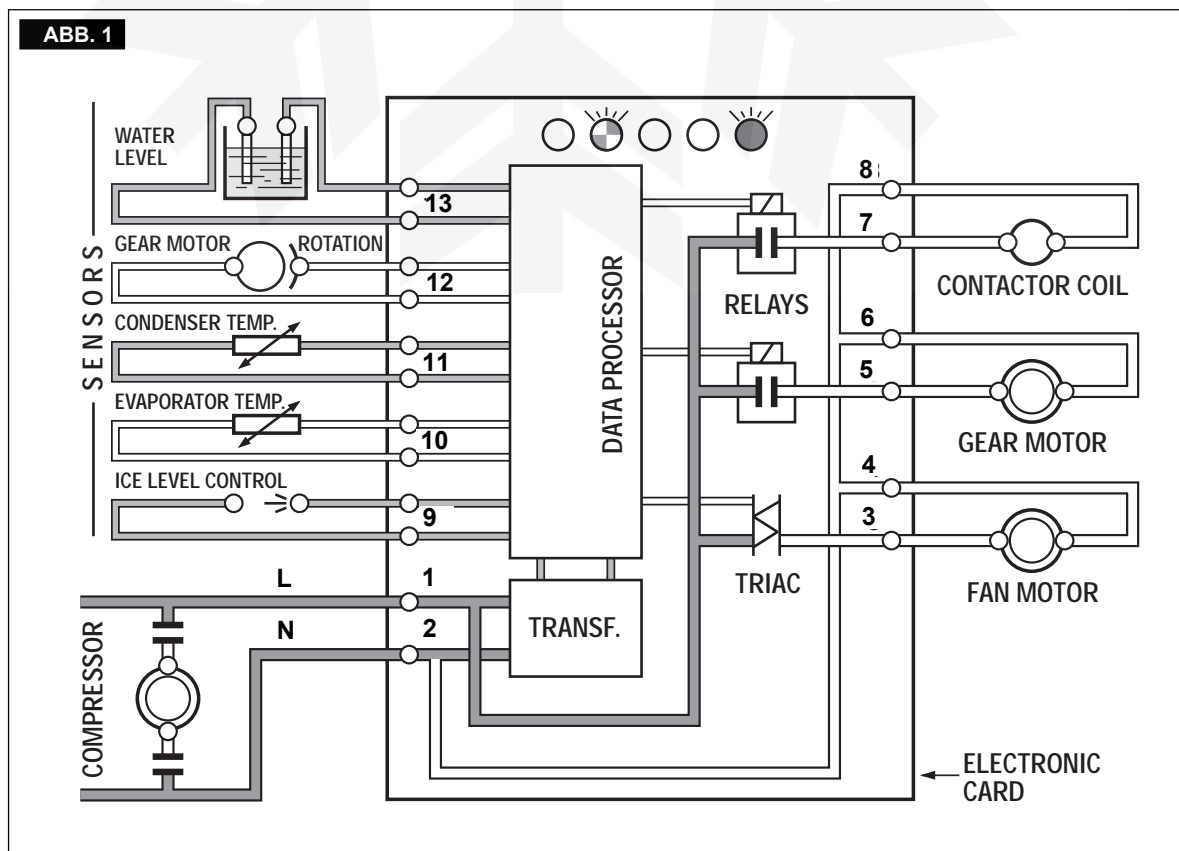 ABB. 1
WATER
LEVEL
13
GEAR MOTOR
ROTATION
12
CONDENSER TEMP.
11
EVAPORATOR TEMP.
10
ICE LEVEL CONTROL
9
SENSORS
L
1
N
2
COMPRESSOR
DATA PROCESSOR
TRANSF.
RELAYS
TRIAC
8
7
CONTACTOR COIL
6
5
GEAR MOTOR
4
3
FAN MOTOR
ELECTRONIC
CARD